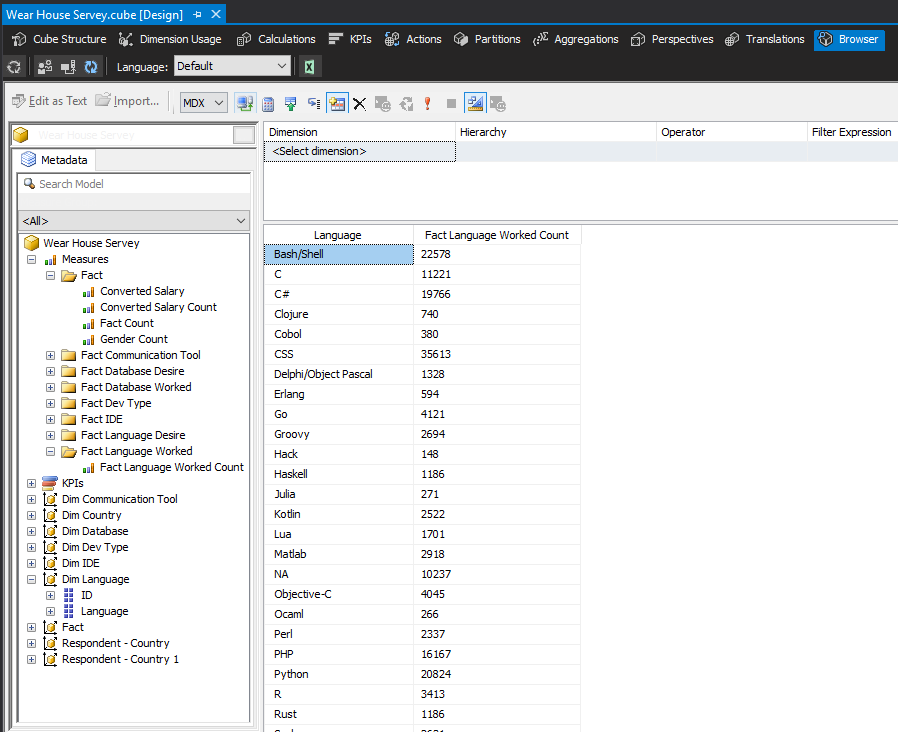 Wear House Servey.cube [Design]
Cube Structure Dimension Usage Calculations KPIs Actions Partitions Aggregations Perspectives Translations Browser
Language: Default
Edit as Text Import... MDX
Wear House Servey
Metadata
Search Model
<All>
Wear House Servey
Measures
Fact
Converted Salary
Converted Salary Count
Fact Count
Gender Count
Fact Communication Tool
Fact Database Desire
Fact Database Worked
Fact Dev Type
Fact IDE
Fact Language Desire
Fact Language Worked
Fact Language Worked Count
KPIs
Dim Communication Tool
Dim Country
Dim Database
Dim Dev Type
Dim IDE
Dim Language
ID
Language
Fact
Respondent - Country
Respondent - Country 1
Dimension Hierarchy Operator Filter Expression
<Select dimension>
Language Fact Language Worked Count
Bash/Shell 22578
C 11221
C# 19766
Clojure 740
Cobol 380
CSS 35613
Delphi/Object Pascal 1328
Erlang 594
Go 4121
Groovy 2694
Hack 148
Haskell 1186
Julia 271
Kotlin 2522
Lua 1701
Matlab 2918
NA 10237
Objective-C 4045
Ocaml 266
Perl 2337
PHP 16167
Python 20824
R 3413
Rust 1186